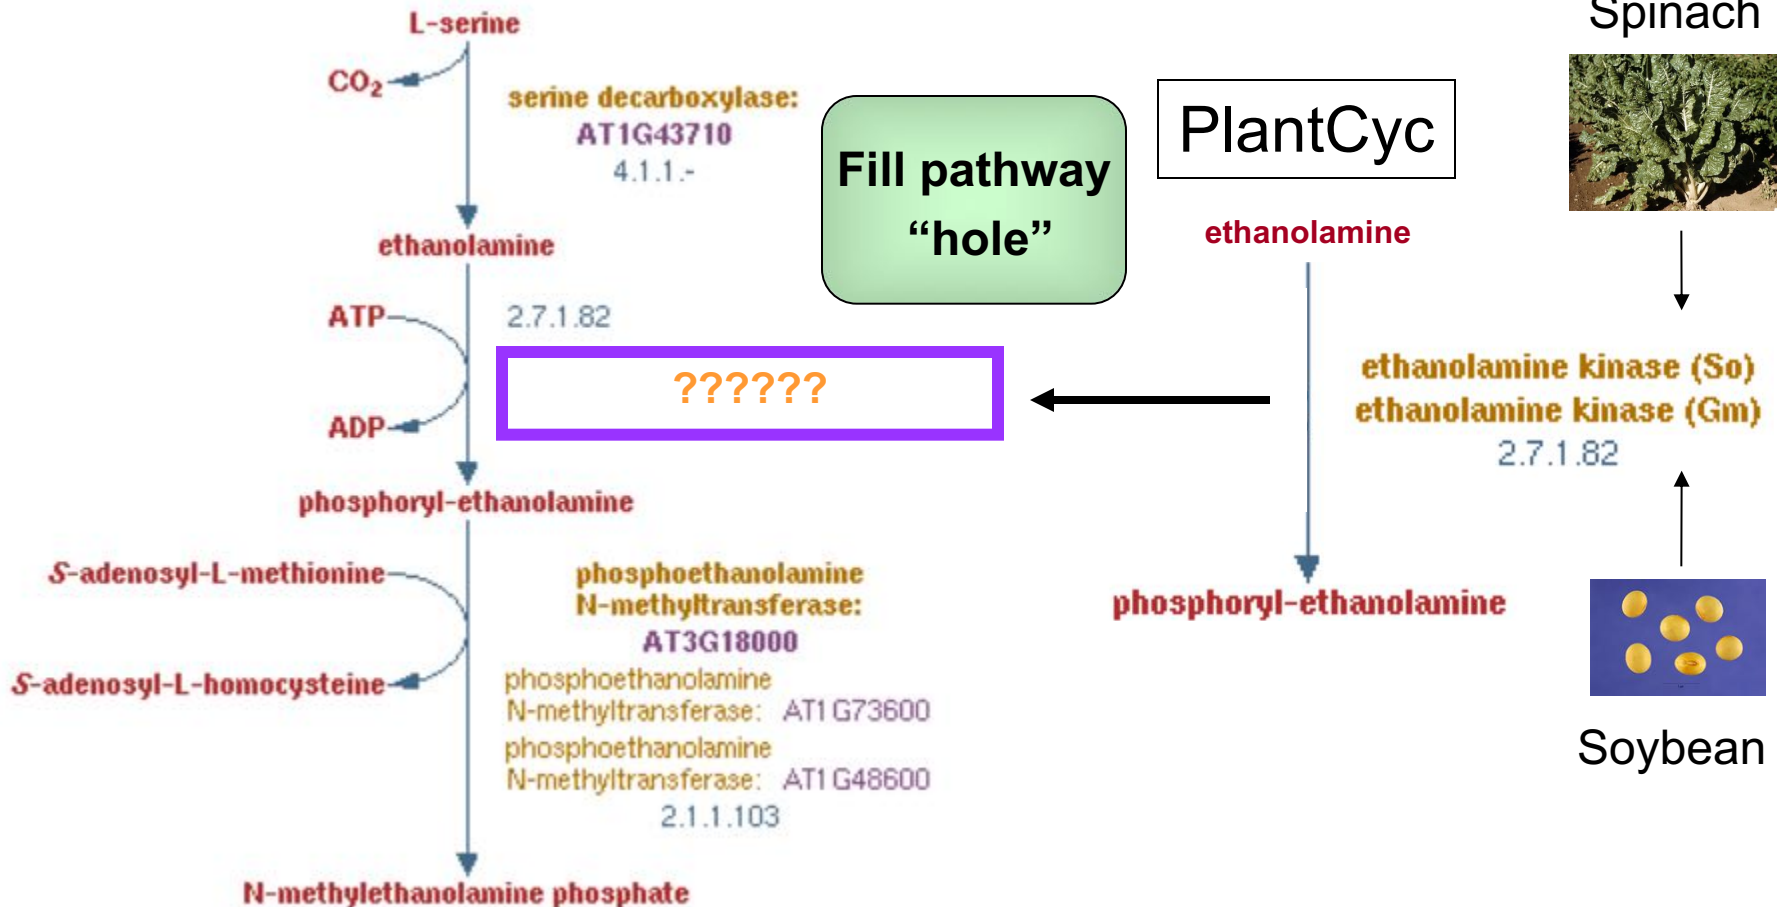 L-serine
CO2
serine decarboxylase:
AT1G43710
4.1.1.-
ethanolamine
ATP
2.7.1.82
??????
ADP
phosphoryl-ethanolamine
S-adenosyl-L-methionine
phosphoethanolamine
N-methyltransferase:
AT3G18000
S-adenosyl-L-homocysteine
phosphoethanolamine
N-methyltransferase: AT1G73600
phosphoethanolamine
N-methyltransferase: AT1G48600
2.1.1.103
N-methylethanolamine phosphate
Fill pathway
“hole”
PlantCyc
ethanolamine
phosphoryl-ethanolamine
Spinach
ethanolamine kinase (So)
ethanolamine kinase (Gm)
2.7.1.82
Soybean